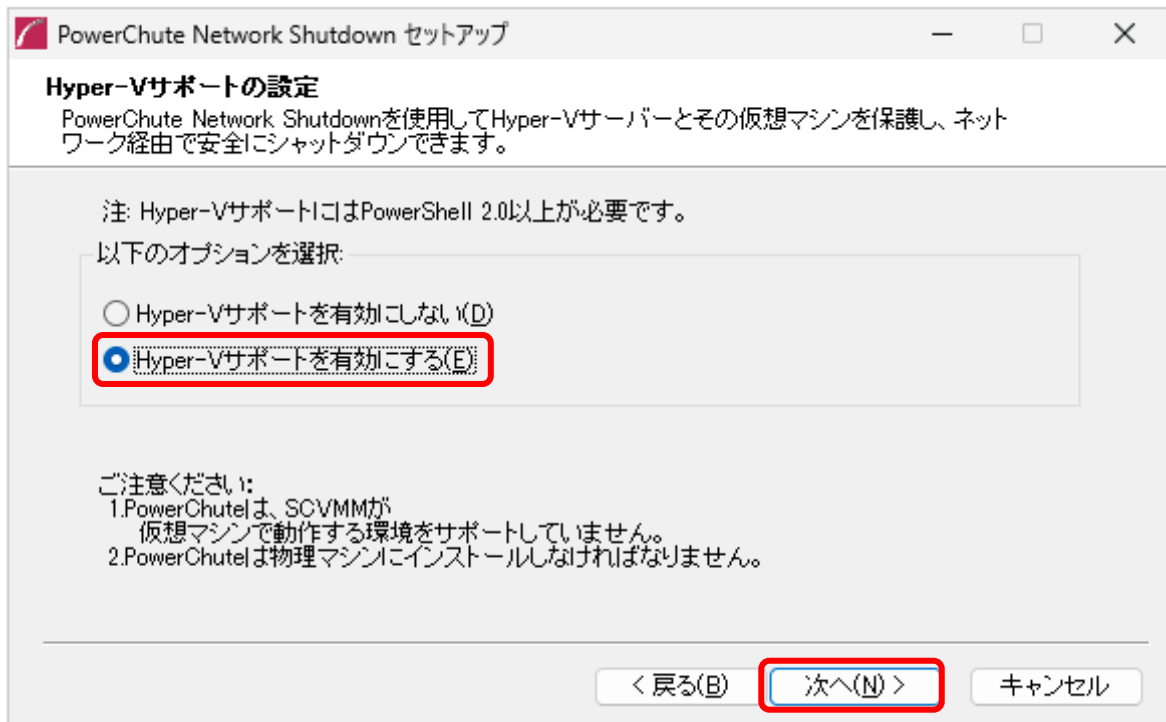 PowerChute Network Shutdown セットアップ
Hyper-Vサポートの設定
PowerChute Network Shutdownを使用してHyper-Vサーバーとその仮想マシンを保護し、ネット
ワーク経由で安全にシャットダウンできます。
注: Hyper-VサポートにはPowerShell 2.0以上が必要です。
以下のオプションを選択:
Hyper-Vサポートを有効にしない(D)
Hyper-Vサポートを有効にする(E)
ご注意ください:
1.PowerChuteは、SCVMMが
仮想マシンで動作する環境をサポートしていません。
2.PowerChuteは物理マシンにインストールしなければなりません。
< 戻る(B) 次へ(N) > キャンセル